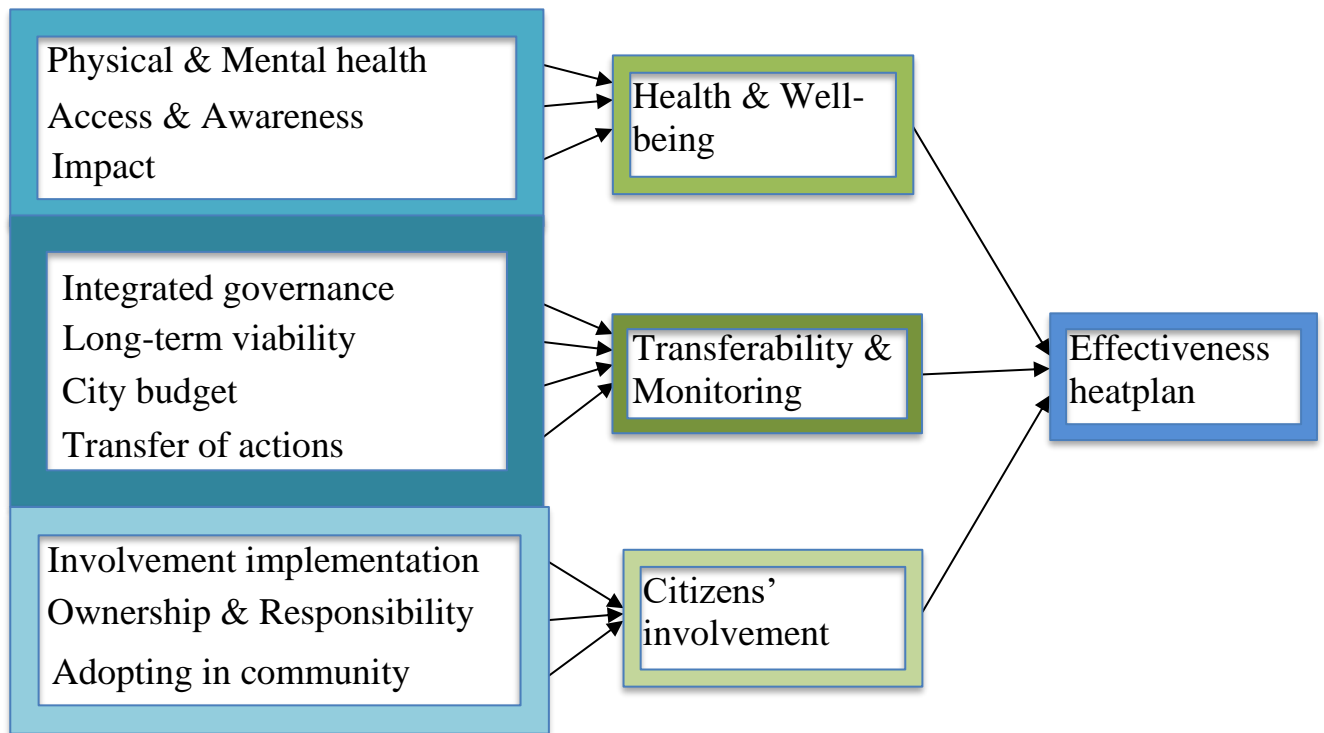 Physical & Mental health
Access & Awareness
Impact
Health & Well-
being
Integrated governance
Long-term viability
City budget
Transfer of actions
Transferability &
Monitoring
Effectiveness
heatplan
Involvement implementation
Ownership & Responsibility
Adopting in community
Citizens’
involvement